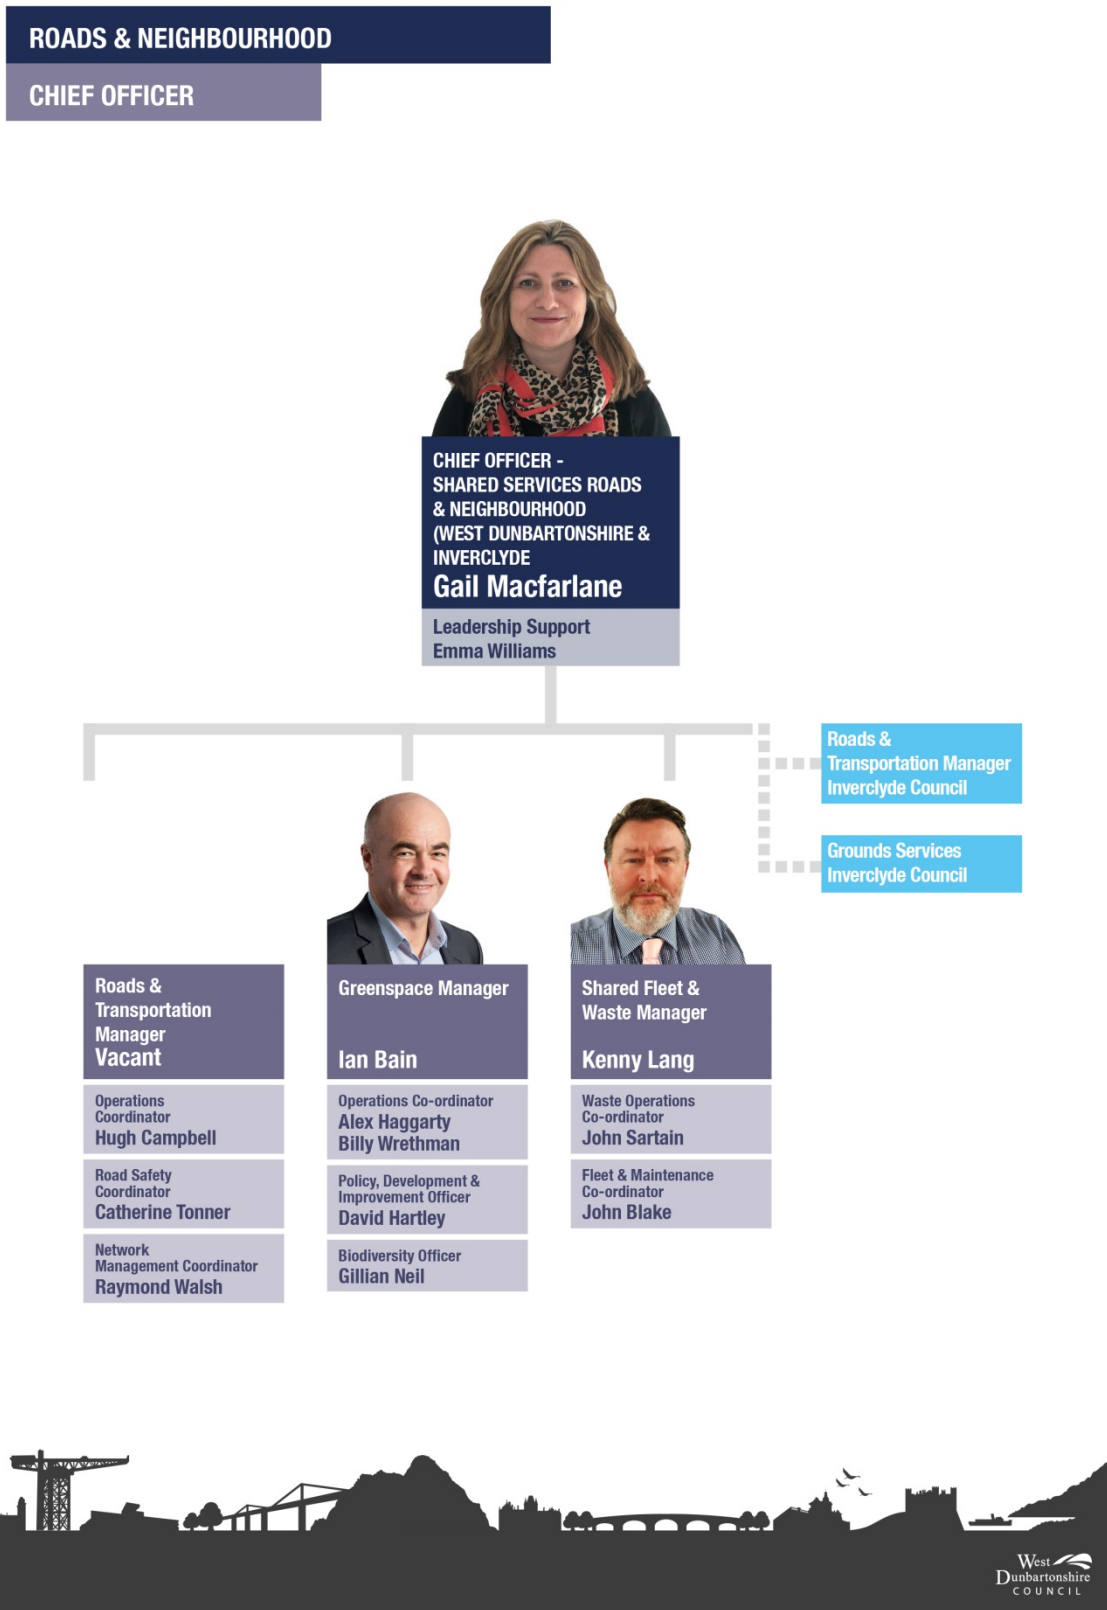 ROADS & NEIGHBOURHOOD
CHIEF OFFICER
CHIEF OFFICER -
SHARED SERVICES ROADS
& NEIGHBOURHOOD
(WEST DUNBARTONSHIRE &
INVERCLYDE
Gail Macfarlane
Leadership Support
Emma Williams
Roads &
Transportation Manager
Inverclyde Council
Grounds Services
Inverclyde Council
Roads &
Transportation
Manager
Vacant
Operations
Coordinator
Hugh Campbell
Road Safety
Coordinator
Catherine Tonner
Network
Management Coordinator
Raymond Walsh
Greenspace Manager
Ian Bain
Operations Co-ordinator
Alex Haggarty
Billy Wrethman
Policy, Development &
Improvement Officer
David Hartley
Biodiversity Officer
Gillian Neil
Shared Fleet &
Waste Manager
Kenny Lang
Waste Operations
Co-ordinator
John Sartain
Fleet & Maintenance
Co-ordinator
John Blake
West
Dunbartonshire
COUNCIL